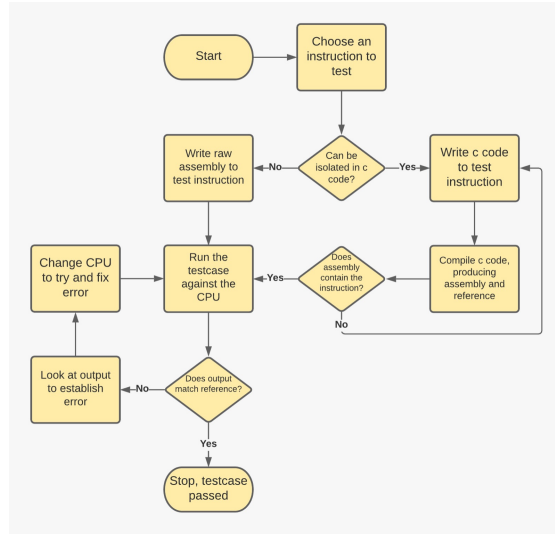 Start
Choose an
instruction to
test
Write raw
assembly to
test instruction
No
Can be
isolated in c
code?
Yes
Write c code
to test
instruction
Change CPU
to try and fix
error
Run the
testcase
against the
CPU
Yes
Does
assembly
contain the
instruction?
Compile c code,
producing
assembly and
reference
No
Look at output
to establish
error
No
Does output
match reference?
Yes
Stop, testcase
passed